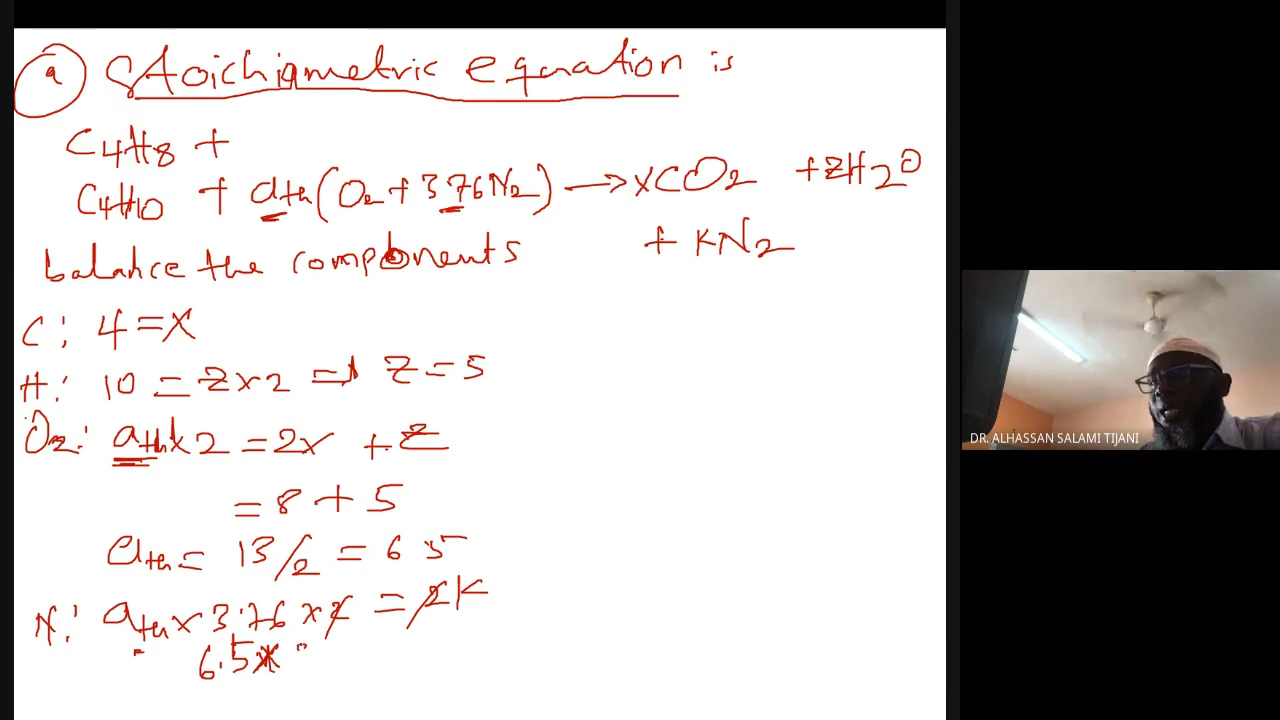 a Stoichiometric equation is
C4H8 +
C4H10 + ath (O2 + 3.76N2) → xCO2 + zH2O
+ KN2
balance the components
C: 4 = x
H: 10 = z x 2 ⇒ z = 5
O2: ath x 2 = 2x + z
= 8 + 5
ath = 13/2 = 6.5
N: ath x 3.76 x 2 = 2K
6.5x
DR. ALHASSAN SALAMI TIJANI